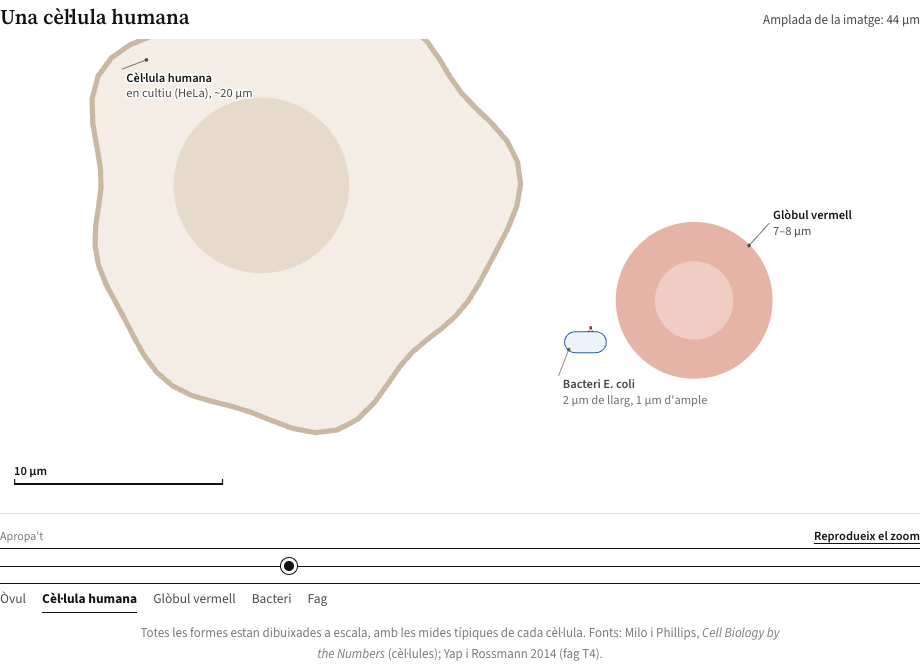 Una cèl·lula humana
Amplada de la imatge: 44 µm
Cèl·lula humana
en cultiu (HeLa), ~20 µm
Glòbul vermell
7–8 µm
Bacteri E. coli
2 µm de llarg, 1 µm d'ample
10 µm
Apropa't
Reprodueix el zoom
Òvul Cèl·lula humana Glòbul vermell Bacteri Fag
Totes les formes estan dibuixades a escala, amb les mides típiques de cada cèl·lula. Fonts: Milo i Phillips, Cell Biology by
the Numbers (cèl·lules); Yap i Rossmann 2014 (fag T4).